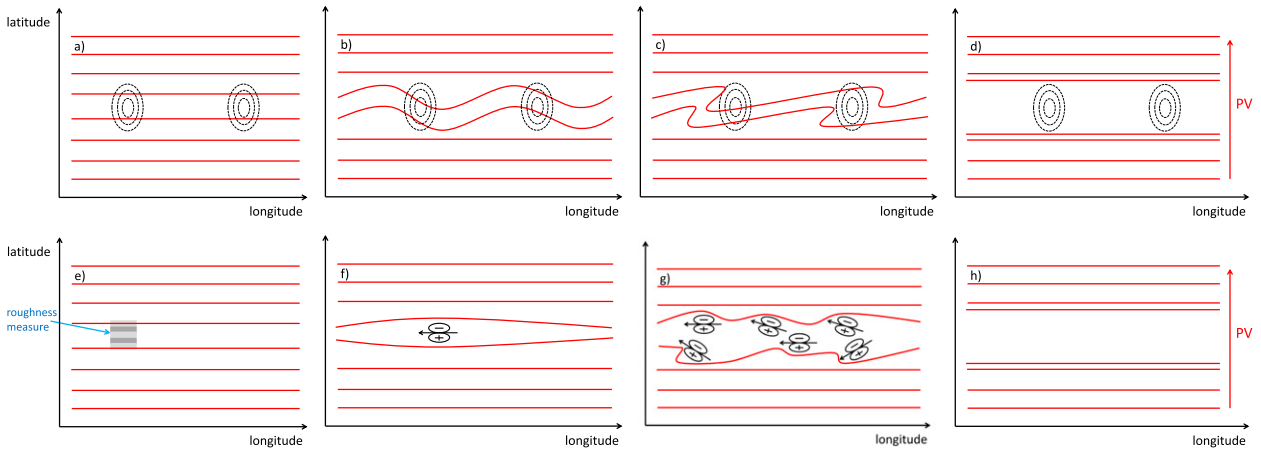 latitude
a)
longitude
b)
longitude
c)
longitude
d)
PV
longitude
latitude
e)
roughness
measure
longitude
f)
−
+
longitude
g)
−
+
−
+
−
+
−
+
−
+
−
+
longitude
h)
PV
longitude